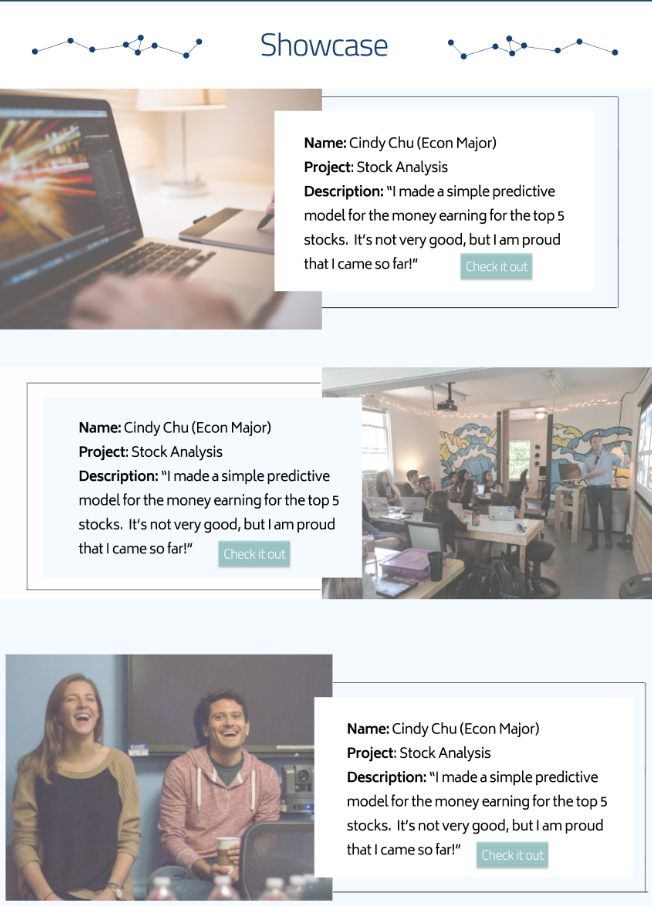 Showcase
Name: Cindy Chu (Econ Major)
Project: Stock Analysis
Description: "I made a simple predictive
model for the money earning for the top 5
stocks. It's not very good, but I am proud
that I came so far!"
Check it out
Name: Cindy Chu (Econ Major)
Project: Stock Analysis
Description: "I made a simple predictive
model for the money earning for the top 5
stocks. It's not very good, but I am proud
that I came so far!"
Check it out
Name: Cindy Chu (Econ Major)
Project: Stock Analysis
Description: "I made a simple predictive
model for the money earning for the top 5
stocks. It's not very good, but I am proud
that I came so far!"
Check it out